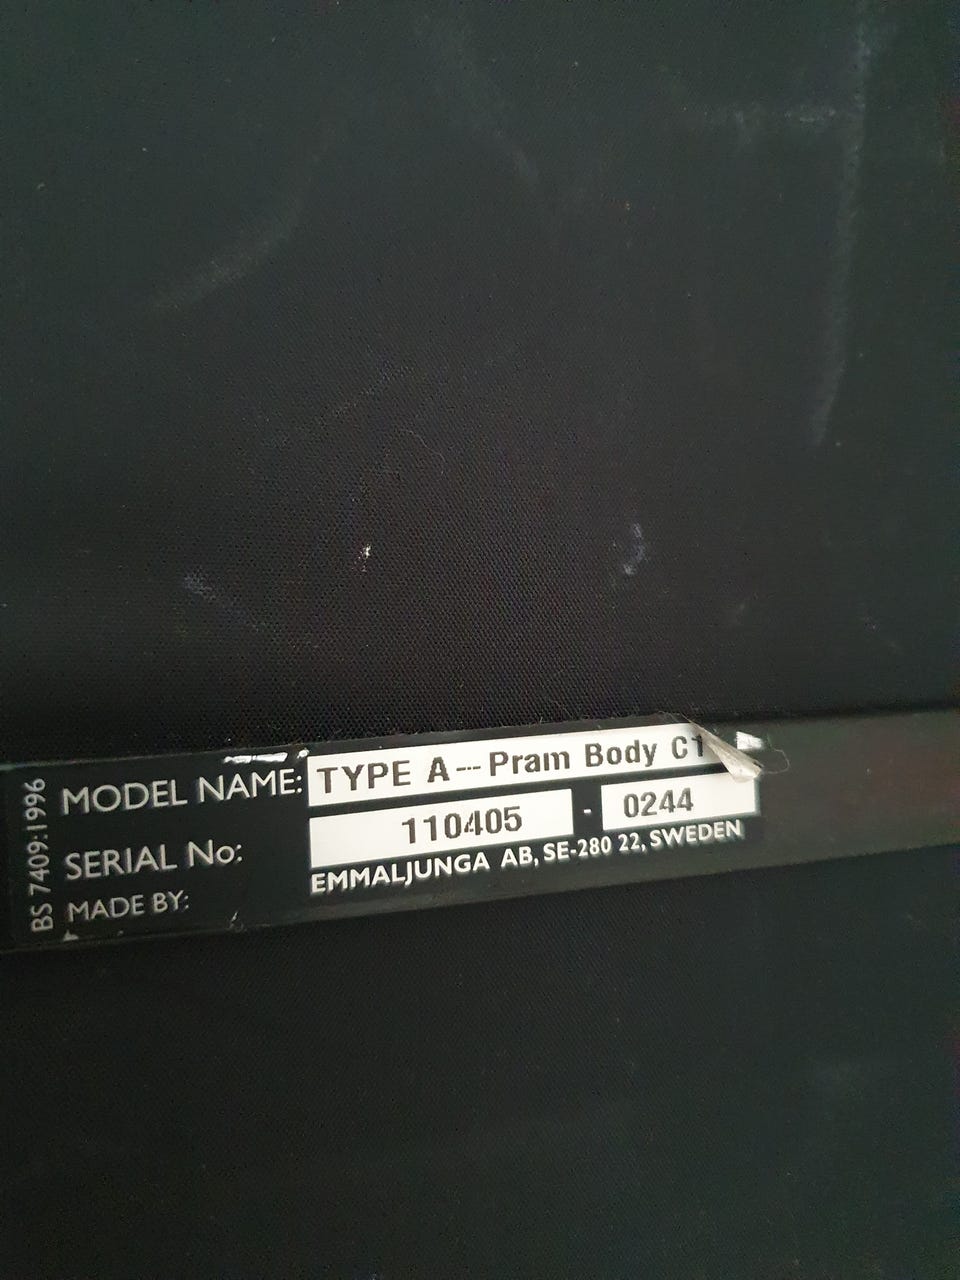 BS 7409:1996
MODEL NAME: TYPE A--- Pram Body C1
SERIAL No: 110405 - 0244
MADE BY: EMMALJUNGA AB, SE-280 22, SWEDEN